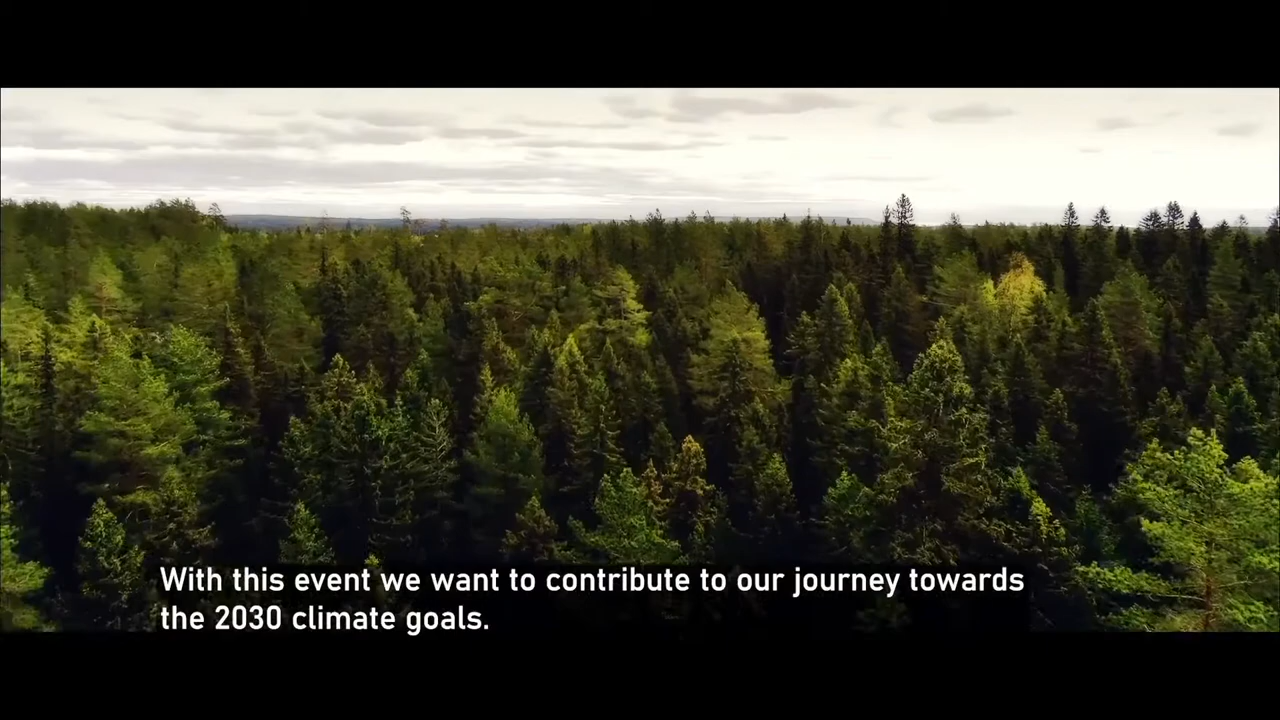 With this event we want to contribute to our journey towards
the 2030 climate goals.